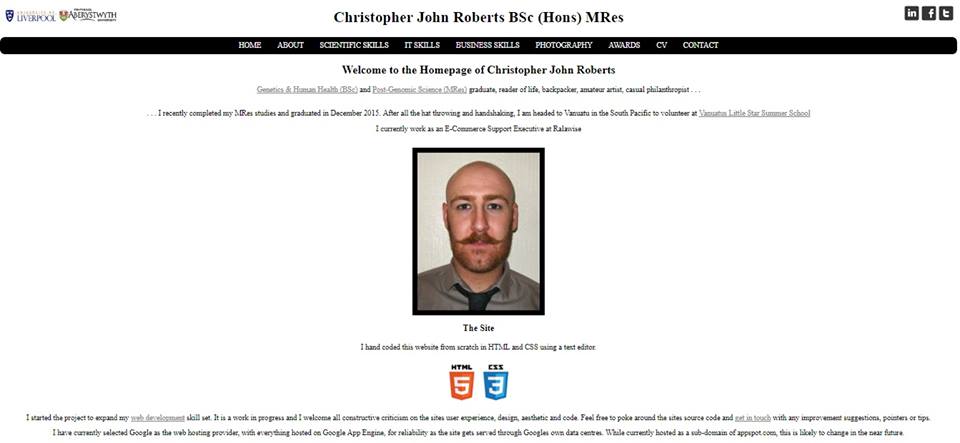 UNIVERSITY OF
LIVERPOOL
PRIFYSGOL
ABERYSTWYTH
UNIVERSITY
Christopher John Roberts BSc (Hons) MRes
in f t
HOME ABOUT SCIENTIFIC SKILLS IT SKILLS BUSINESS SKILLS PHOTOGRAPHY AWARDS CV CONTACT
Welcome to the Homepage of Christopher John Roberts
Genetics & Human Health (BSc) and Post-Genomic Science (MRes) graduate, reader of life, backpacker, amateur artist, casual philanthropist . . .
. . . I recently completed my MRes studies and graduated in December 2015. After all the hat throwing and handshaking, I am headed to Vanuatu in the South Pacific to volunteer at Vanuatus Little Star Summer School
I currently work as an E-Commerce Support Executive at Ralawise
The Site
I hand coded this website from scratch in HTML and CSS using a text editor.
HTML CSS
5 3
I started the project to expand my web development skill set. It is a work in progress and I welcome all constructive criticism on the sites user experience, design, aesthetic and code. Feel free to poke around the sites source code and get in touch with any improvement suggestions, pointers or tips.
I have currently selected Google as the web hosting provider, with everything hosted on Google App Engine, for reliability as the site gets served through Googles own data centres. While currently hosted as a sub-domain of appspot.com, this is likely to change in the near future.